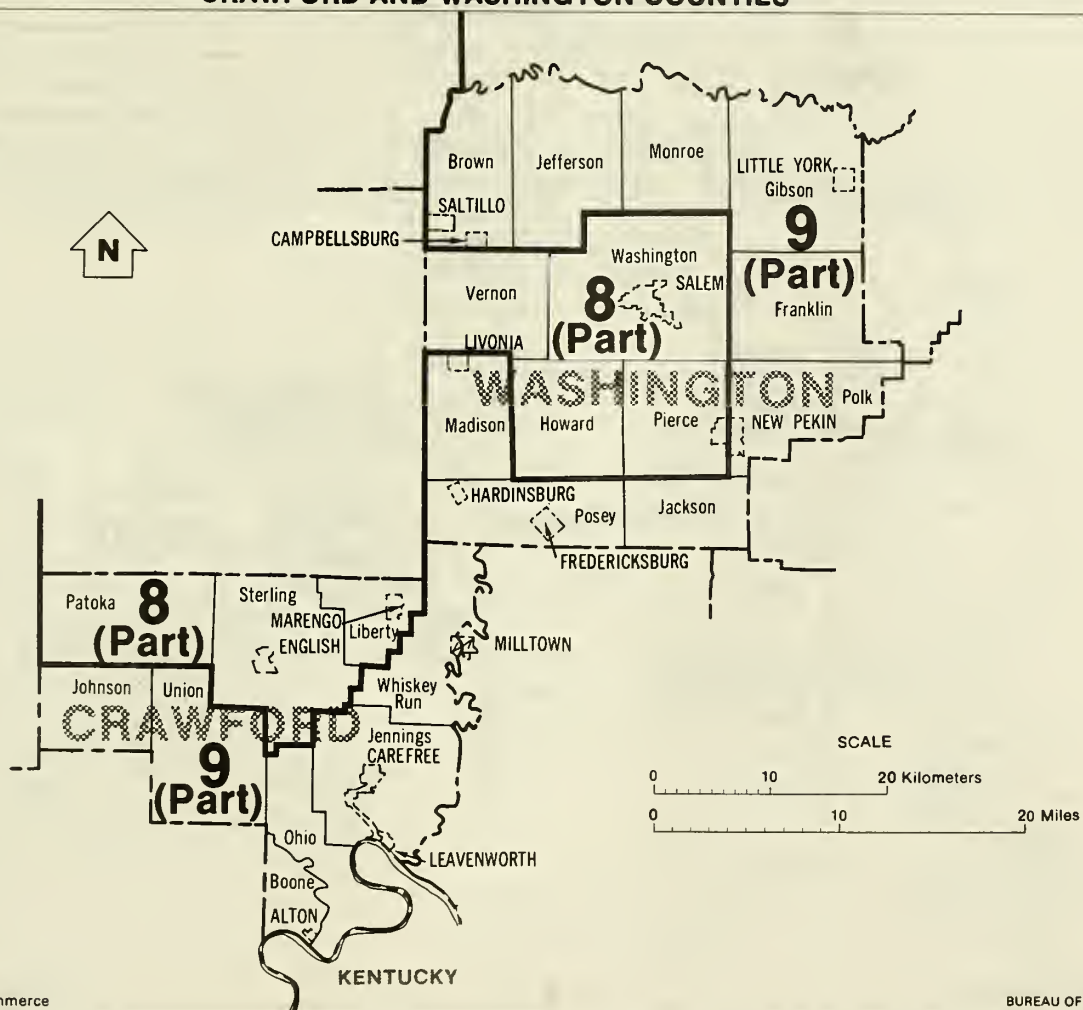 CRAWFORD AND WASHINGTON COUNTIES
Brown
Jefferson
Monroe
LITTLE YORK
Gibson
9
(Part)
SALTILLO
CAMPBELLSBURG
N
Washington
8
(Part)
SALEM
Vernon
Franklin
LIVONIA
WASHINGTON
Madison
Howard
Pierce
Polk
NEW PEKIN
HARDINSBURG
Posey
Jackson
FREDERICKSBURG
Patoka
8
(Part)
Sterling
MARENGO
Liberty
ENGLISH
MILLTOWN
Johnson
Union
Whiskey
Run
CRAWFORD
Jennings
CAREFREE
9
(Part)
Ohio
LEAVENWORTH
Boone
ALTON
KENTUCKY
SCALE
0 10 20 Kilometers
0 10 20 Miles
BUREAU OF